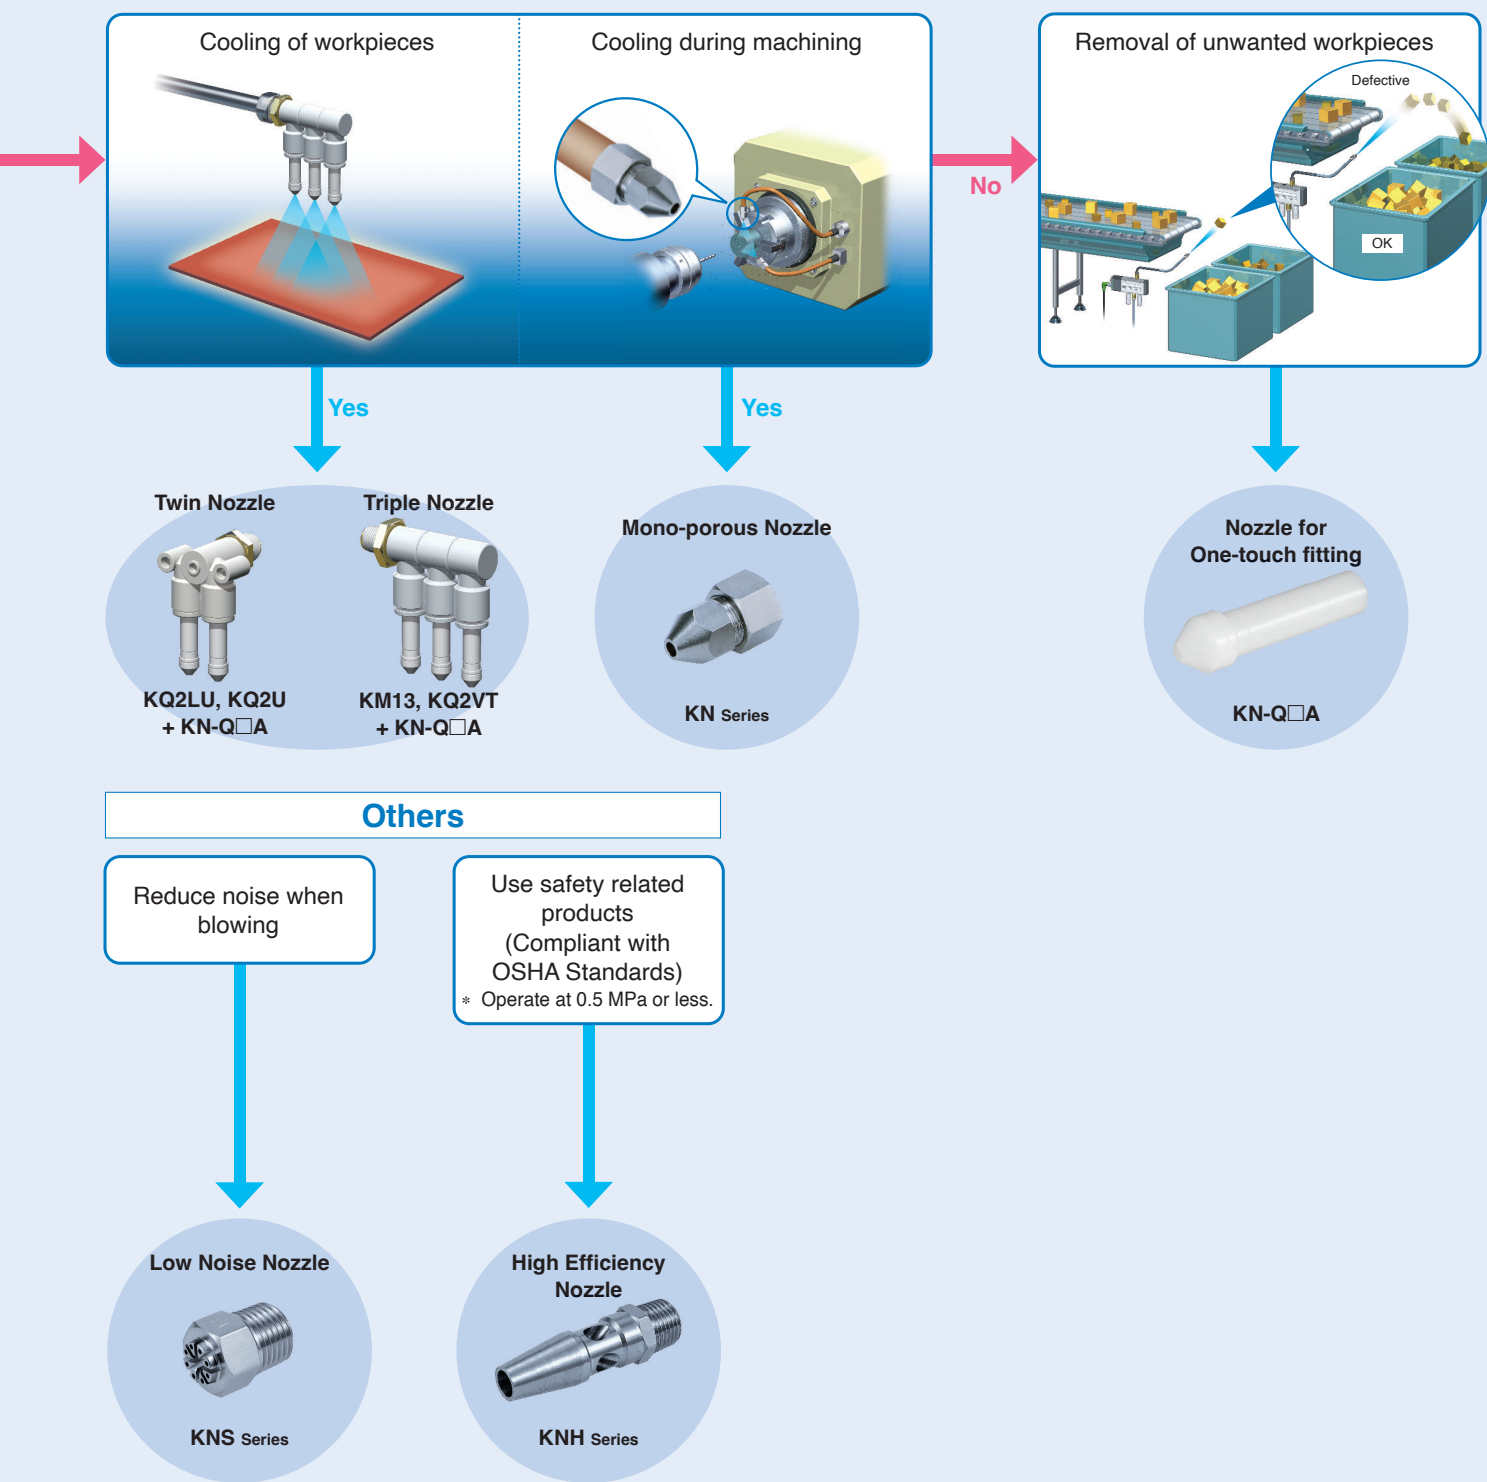 Cooling of workpieces
Cooling during machining
Removal of unwanted workpieces
Defective
OK
No
Yes
Yes
Twin Nozzle
KQ2LU, KQ2U
+ KN-Q□A
Triple Nozzle
KM13, KQ2VT
+ KN-Q□A
Mono-porous Nozzle
KN Series
Nozzle for
One-touch fitting
KN-Q□A
Others
Reduce noise when
blowing
Use safety related
products
(Compliant with
OSHA Standards)
* Operate at 0.5 MPa or less.
Low Noise Nozzle
KNS Series
High Efficiency
Nozzle
KNH Series